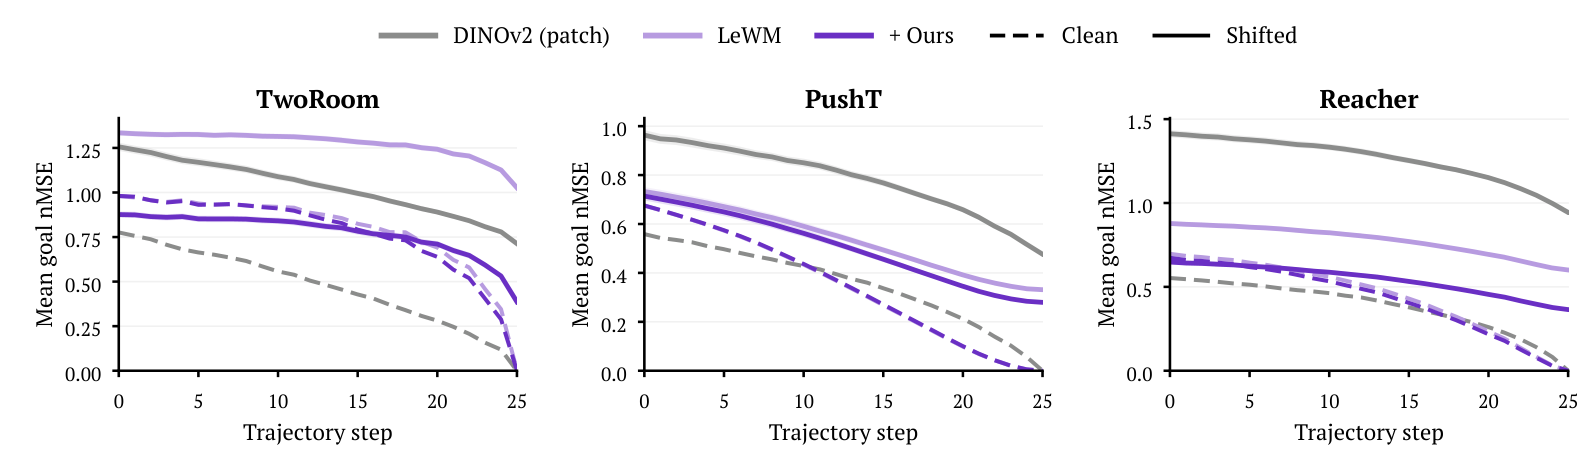 DINOv2 (patch) LeWM + Ours Clean Shifted
TwoRoom
Mean goal nMSE
1.25
1.00
0.75
0.50
0.25
0.00
0 5 10 15 20 25
Trajectory step
PushT
Mean goal nMSE
1.0
0.8
0.6
0.4
0.2
0.0
0 5 10 15 20 25
Trajectory step
Reacher
Mean goal nMSE
1.5
1.0
0.5
0.0
0 5 10 15 20 25
Trajectory step